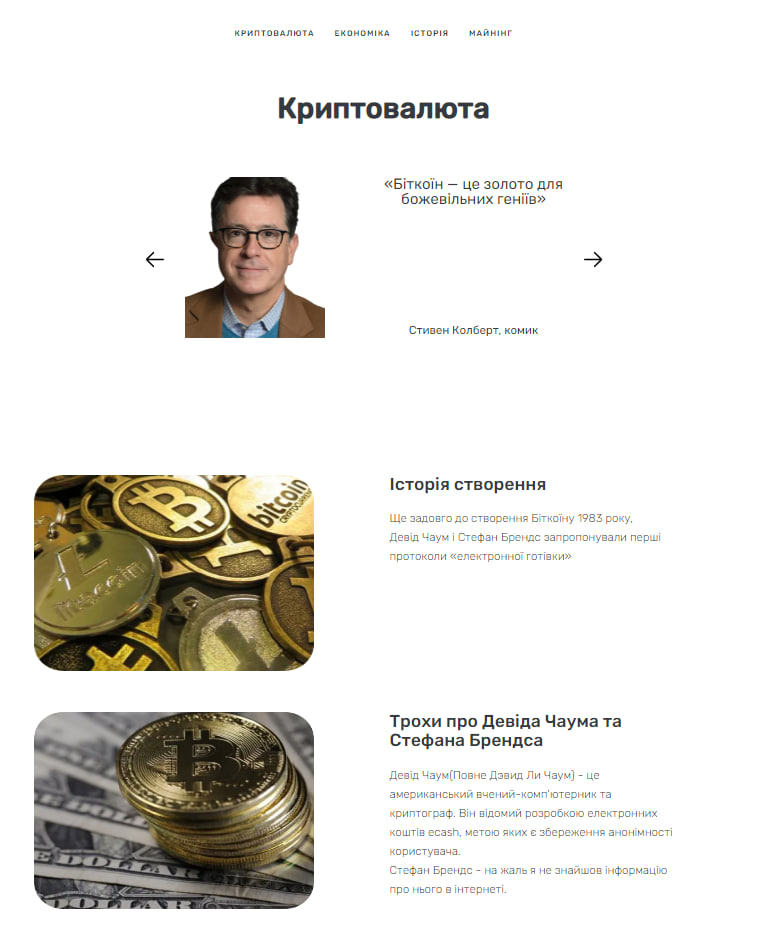 КРИПТОВАЛЮТА ЕКОНОМІКА ІСТОРІЯ МАЙНІНГ
Криптовалюта
«Біткоїн — це золото для
божевільних геніїв»
Стивен Колберт, комик
bitcoin
CRYPTOCURRENCY
Історія створення
Ще задовго до створення Біткоїну 1983 року,
Девід Чаум і Стефан Брендс запропонували перші
протоколи «електронної готівки»
Трохи про Девіда Чаума та
Стефана Брендса
Девід Чаум(Повне Дэвид Ли Чаум) - це
американський вчений-комп'ютерник та
криптограф. Він відомий розробкою електронних
коштів ecash, метою яких є збереження анонімності
користувача.
Стефан Брендс - на жаль я не знайшов інформацію
про нього в інтернеті.
DOLLAR